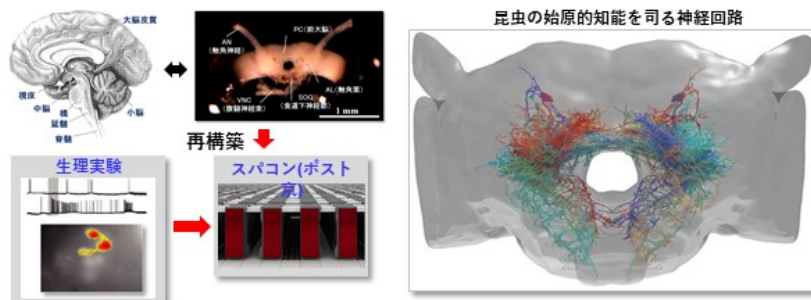 大脳皮質
視床
中脳
橋
延髄
脊髄
小脳
AN
(触角神経)
PC(前大脳)
AL(触角葉)
VNC
(腹髄神経索)
SOG
(食道下神経節)
1 mm
再構築
生理実験
スパコン(ポスト
京)
昆虫の始原的知能を司る神経回路